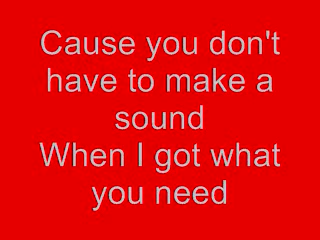 Cause you don't
have to make a
sound
When I got what
you need